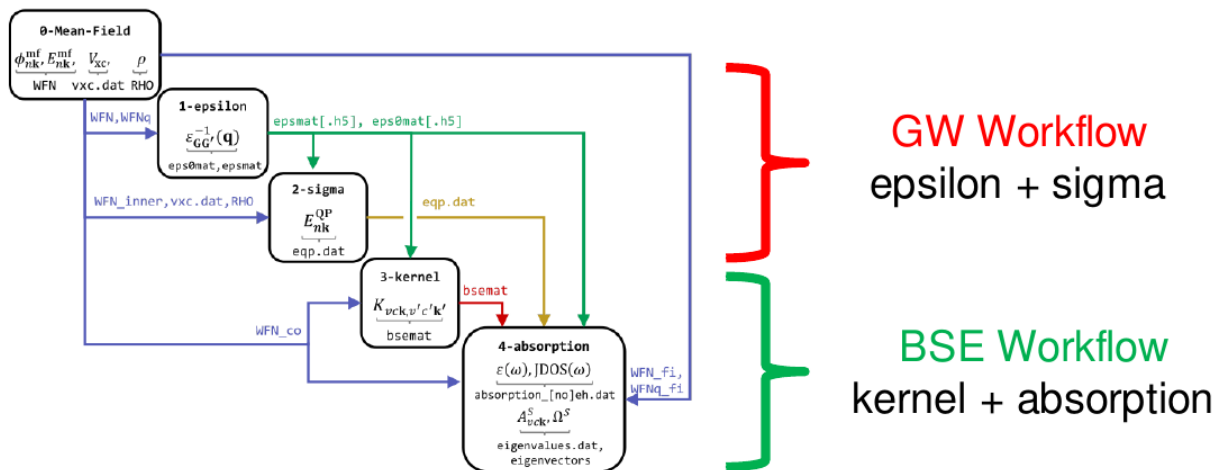 0-Mean-Field
ϕ^mf_nk, E^mf_nk, V_xc, ρ
WFN vxc.dat RHO
WFN,WFNq
1-epsilon
ε^-1_GG′(q)
eps0mat,epsmat
epsmat[.h5], eps0mat[.h5]
WFN_inner,vxc.dat,RHO
2-sigma
E^QP_nk
eqp.dat
eqp.dat
3-kernel
K_vck,v′c′k′
bsemat
bsemat
WFN_co
4-absorption
ε(ω),JDOS(ω)
absorption_[no]eh.dat
A^S_vck, Ω^S
eigenvalues.dat,
eigenvectors
WFN_fi,
WFNq_fi
GW Workflow
epsilon + sigma
BSE Workflow
kernel + absorption